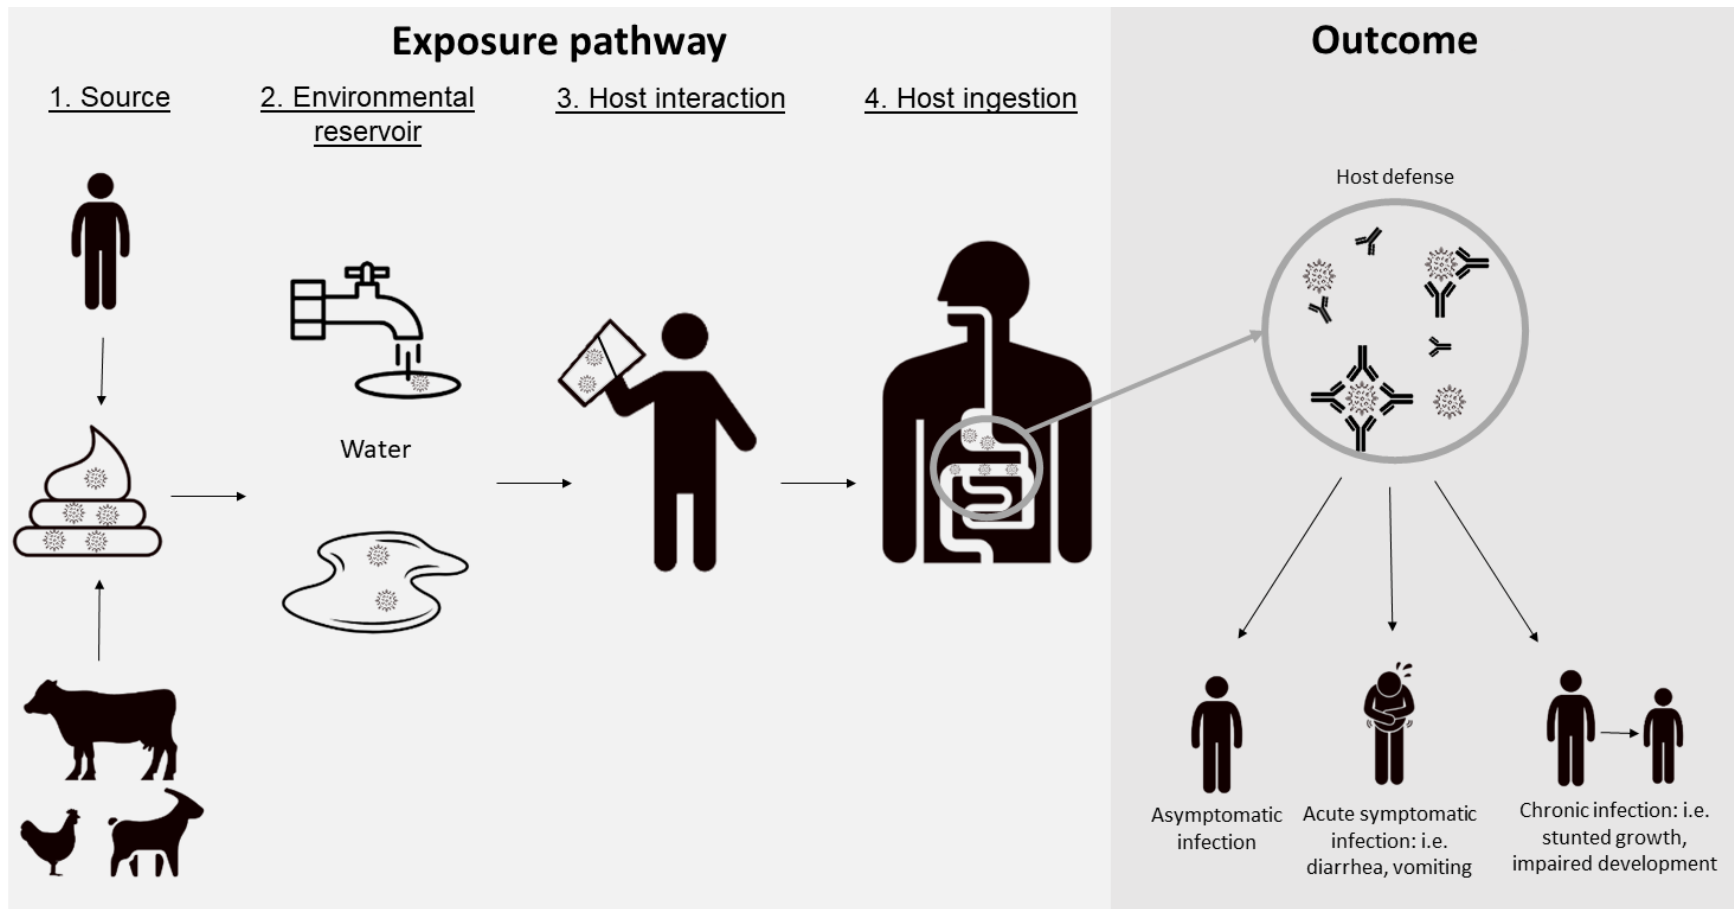 Exposure pathway
Outcome
1. Source
2. Environmental
reservoir
3. Host interaction
4. Host ingestion
Water
Host defense
Asymptomatic
infection
Acute symptomatic
infection: i.e.
diarrhea, vomiting
Chronic infection: i.e.
stunted growth,
impaired development